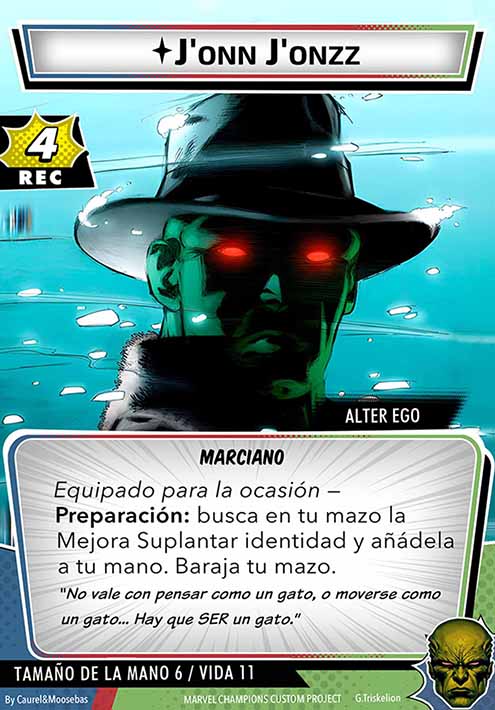 J'ONN J'ONZZ
4
REC
ALTER EGO
MARCIANO
Equipado para la ocasión –
Preparación: busca en tu mazo la
Mejora Suplantar identidad y añádela
a tu mano. Baraja tu mazo.
"No vale con pensar como un gato, o moverse como
un gato... Hay que SER un gato."
TAMAÑO DE LA MANO 6 / VIDA 11
By Caurel&Moosebas MARVEL CHAMPIONS CUSTOM PROJECT G.Triskelion